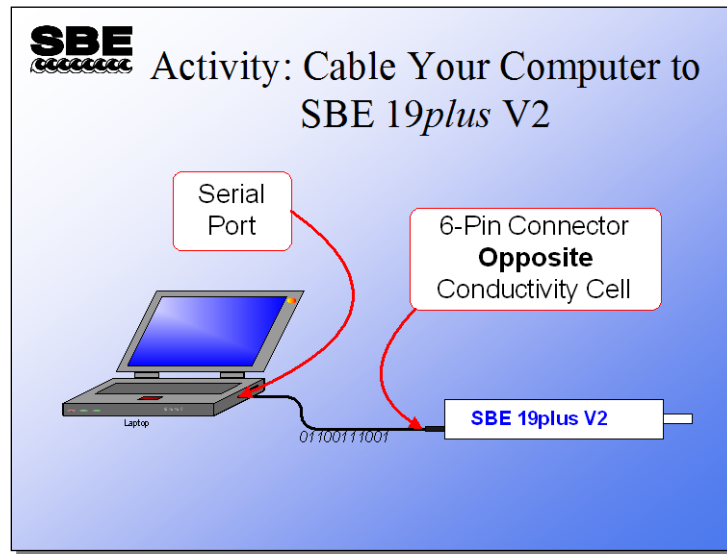 SBE
Activity: Cable Your Computer to
SBE 19plus V2
Serial
Port
6-Pin Connector
Opposite
Conductivity Cell
Laptop
01100111001
SBE 19plus V2